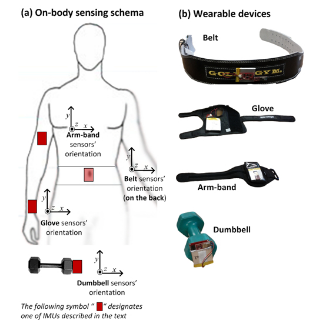 (a) On-body sensing schema
(b) Wearable devices
Belt
GOLD'S GYM
z x
Arm-band
sensors'
orientation
z x
Belt sensors'
orientation
(on the back)
z x
Glove sensors'
orientation
z x
Dumbbell sensors'
orientation
Glove
Arm-band
Dumbbell
The following symbol " " designates
one of IMUs described in the text